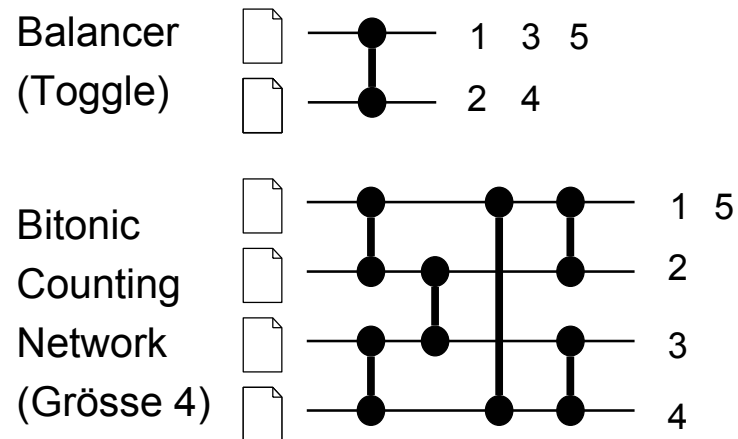 Balancer
(Toggle)
1 3 5
2 4
Bitonic
Counting
Network
(Grösse 4)
1 5
2
3
4